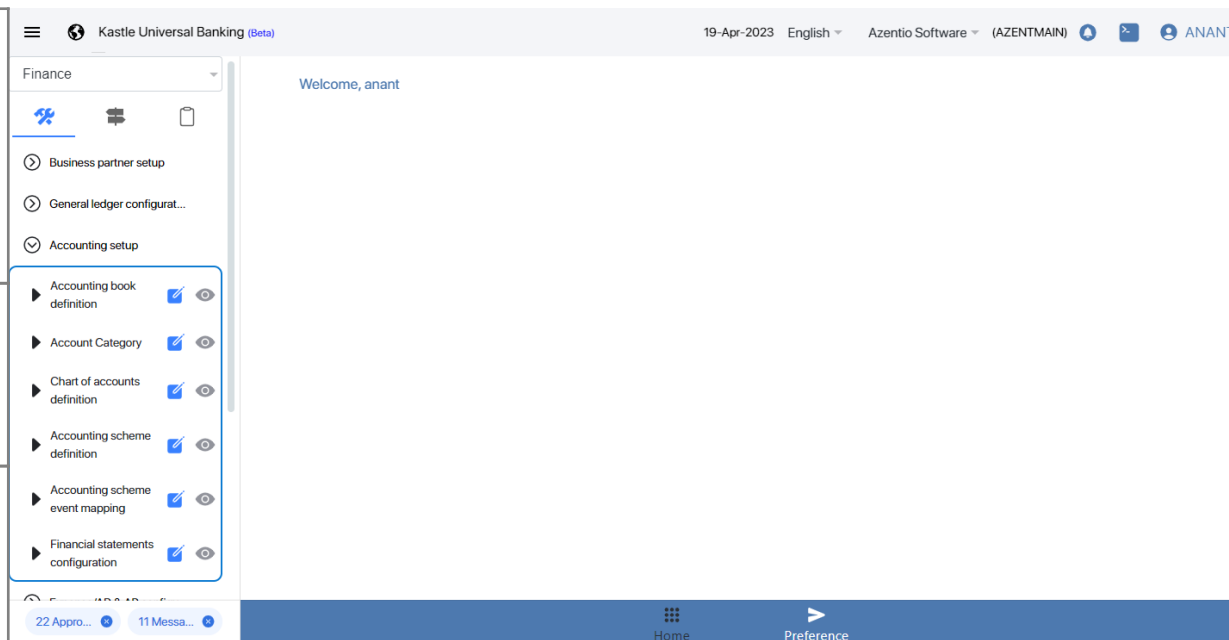 Kastle Universal Banking (Beta)
19-Apr-2023 English Azentio Software (AZENTMAIN) ANANT
Finance
Welcome, anant
Business partner setup
General ledger configurat...
Accounting setup
Accounting book
definition
Account Category
Chart of accounts
definition
Accounting scheme
definition
Accounting scheme
event mapping
Financial statements
configuration
22 Appro...
11 Messa...
Home
Preference